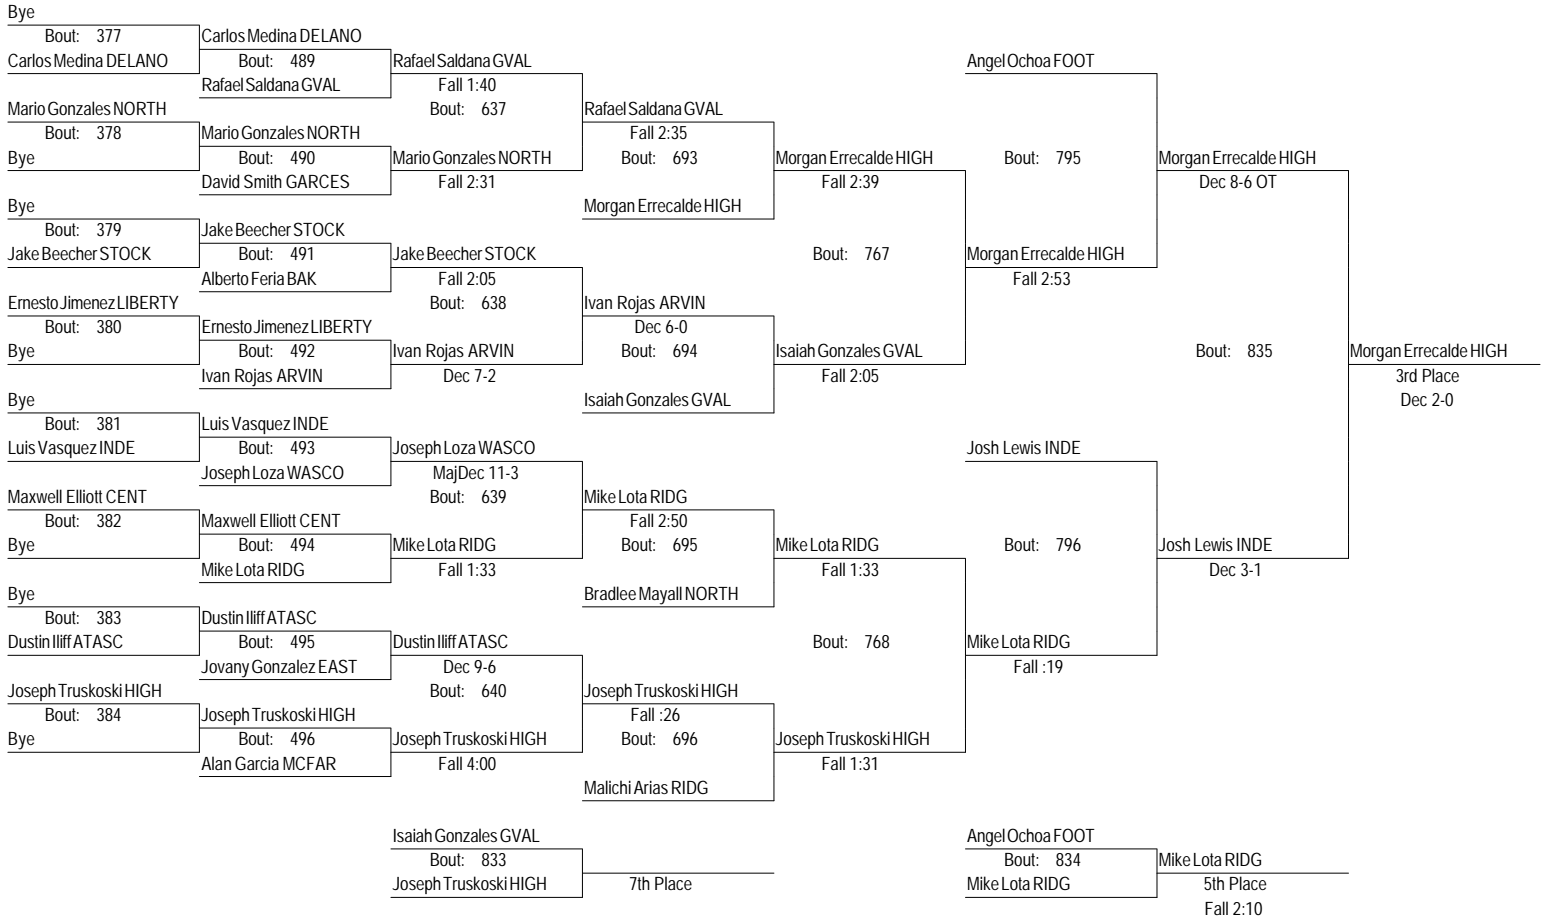 Bye
Bout: 377 Carlos Medina DELANO
Carlos Medina DELANO Bout: 489 Rafael Saldana GVAL Angel Ochoa FOOT
Rafael Saldana GVAL Fall 1:40
Mario Gonzales NORTH Bout: 637 Rafael Saldana GVAL
Bout: 378 Mario Gonzales NORTH Fall 2:35
Bye Bout: 490 Mario Gonzales NORTH Bout: 693 Morgan Errecalde HIGH Bout: 795 Morgan Errecalde HIGH
David Smith GARCES Fall 2:31 Fall 2:39 Dec 8-6 OT
Bye Morgan Errecalde HIGH
Bout: 379 Jake Beecher STOCK
Jake Beecher STOCK Bout: 491 Jake Beecher STOCK Bout: 767 Morgan Errecalde HIGH
Alberto Feria BAK Fall 2:05 Fall 2:53
Ernesto Jimenez LIBERTY Bout: 638 Ivan Rojas ARVIN
Bout: 380 Ernesto Jimenez LIBERTY Dec 6-0
Bye Bout: 492 Ivan Rojas ARVIN Bout: 694 Isaiah Gonzales GVAL Bout: 835 Morgan Errecalde HIGH
Ivan Rojas ARVIN Dec 7-2 Fall 2:05 3rd Place
Bye Isaiah Gonzales GVAL Dec 2-0
Bout: 381 Luis Vasquez INDE
Luis Vasquez INDE Bout: 493 Joseph Loza WASCO Josh Lewis INDE
Joseph Loza WASCO MajDec 11-3
Maxwell Elliott CENT Bout: 639 Mike Lota RIDG
Bout: 382 Maxwell Elliott CENT Fall 2:50
Bye Bout: 494 Mike Lota RIDG Bout: 695 Mike Lota RIDG Bout: 796 Josh Lewis INDE
Mike Lota RIDG Fall 1:33 Fall 1:33 Dec 3-1
Bye Bradlee Mayall NORTH
Bout: 383 Dustin Iliff ATASC
Dustin Iliff ATASC Bout: 495 Dustin Iliff ATASC Bout: 768 Mike Lota RIDG
Jovany Gonzalez EAST Dec 9-6 Fall :19
Joseph Truskoski HIGH Bout: 640 Joseph Truskoski HIGH
Bout: 384 Joseph Truskoski HIGH Fall :26
Bye Bout: 496 Joseph Truskoski HIGH Bout: 696 Joseph Truskoski HIGH
Alan Garcia MCFAR Fall 4:00 Fall 1:31
Malichi Arias RIDG
Isaiah Gonzales GVAL Angel Ochoa FOOT
Bout: 833 Bout: 834 Mike Lota RIDG
Joseph Truskoski HIGH 7th Place Mike Lota RIDG 5th Place
Fall 2:10